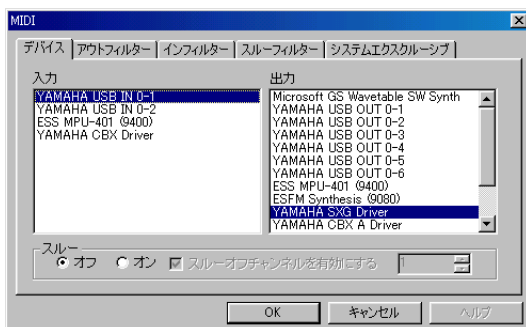 MIDI
デバイス アウトフィルター インフィルター スルーフィルター システムエクスクルーシブ
入力
YAMAHA USB IN 0-1
YAMAHA USB IN 0-2
ESS MPU-401 (9400)
YAMAHA CBX Driver
出力
Microsoft GS Wavetable SW Synth
YAMAHA USB OUT 0-1
YAMAHA USB OUT 0-2
YAMAHA USB OUT 0-3
YAMAHA USB OUT 0-4
YAMAHA USB OUT 0-5
YAMAHA USB OUT 0-6
ESS MPU-401 (9400)
ESFM Synthesis (9080)
YAMAHA SXG Driver
YAMAHA CBX A Driver
スルー
オフ オン スルーオフチャンネルを有効にする 1
OK キャンセル ヘルプ